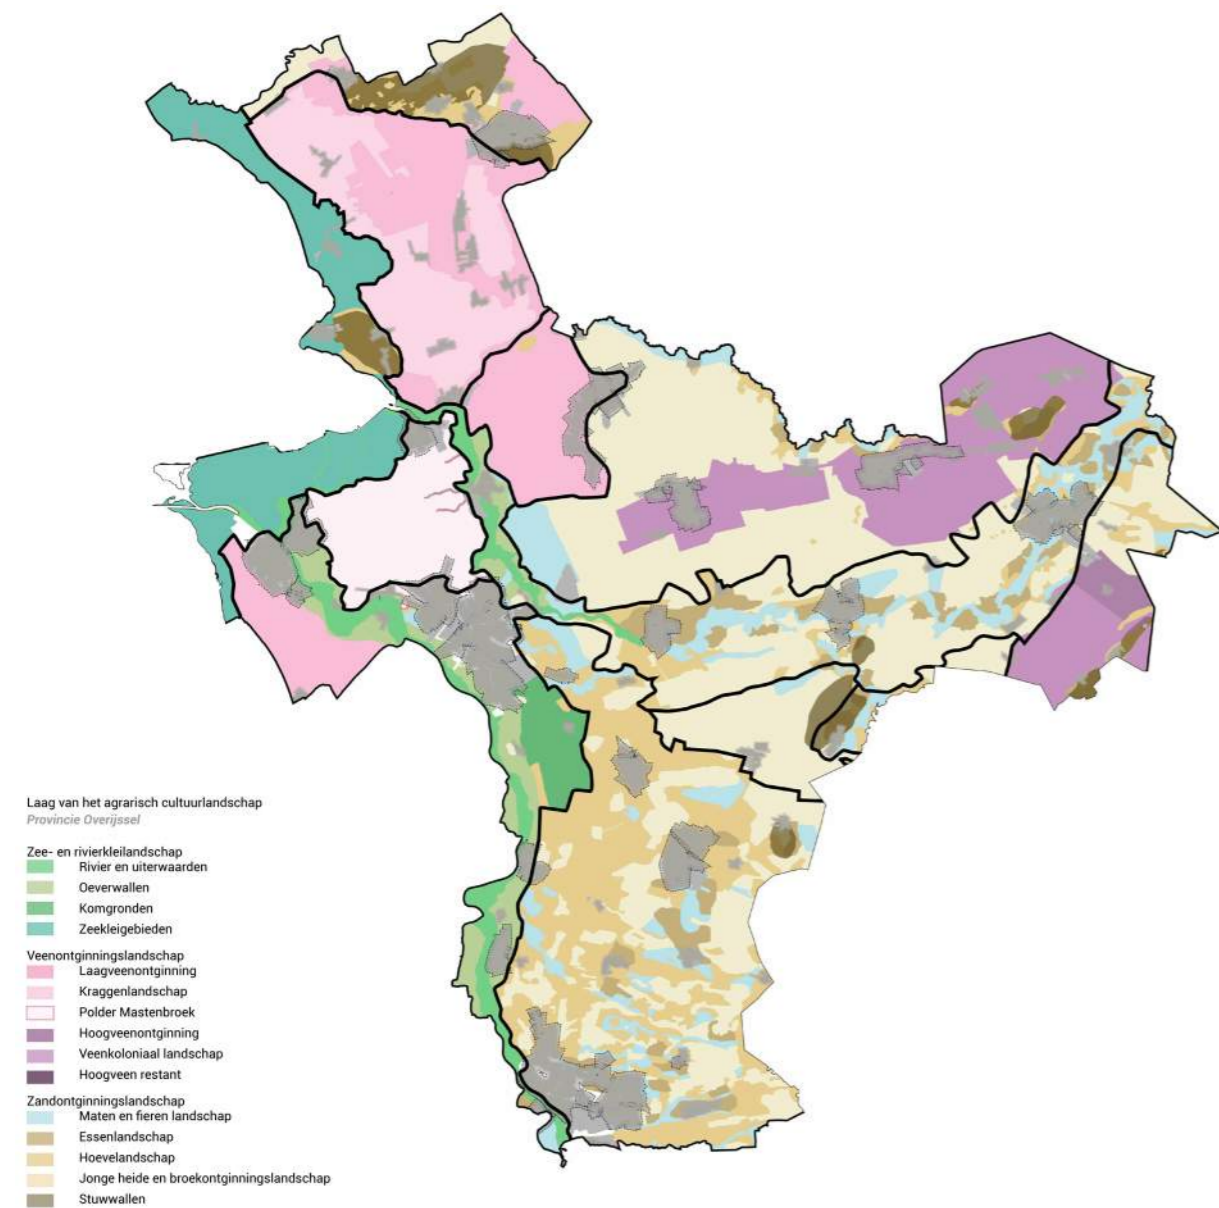 Laag van het agrarisch cultuurlandschap
Provincie Overijssel
Zee- en rivierkleilandschap
Rivier en uiterwaarden
Oeverwallen
Komgronden
Zeekleigebieden
Veenontginningslandschap
Laagveenontginning
Kraggenlandschap
Polder Mastenbroek
Hoogveenontginning
Veenkoloniaal landschap
Hoogveen restant
Zandontginningslandschap
Maten en fieren landschap
Essenlandschap
Hoevelandschap
Jonge heide en broekontginningslandschap
Stuwwallen